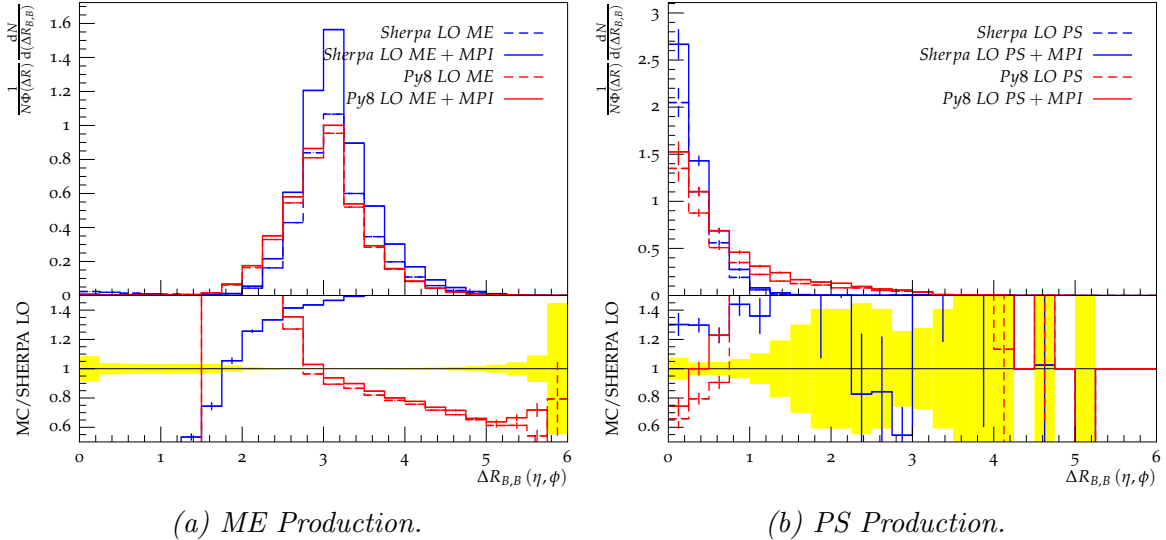 Sherpa LO ME
Sherpa LO ME + MPI
Py8 LO ME
Py8 LO ME + MPI
0
0.2
0.4
0.6
0.8
1
1.2
1.4
1.6
1/(NΦ(ΔR)) dN/d(ΔR_{B,B})
0 1 2 3 4 5 6
0.6
0.8
1
1.2
1.4
ΔR_{B,B} (η, φ)
MC/SHERPA LO
(a) ME Production.
Sherpa LO PS
Sherpa LO PS + MPI
Py8 LO PS
Py8 LO PS + MPI
0
0.5
1
1.5
2
2.5
3
1/(NΦ(ΔR)) dN/d(ΔR_{B,B})
0 1 2 3 4 5 6
0.6
0.8
1
1.2
1.4
ΔR_{B,B} (η, φ)
MC/SHERPA LO
(b) PS Production.